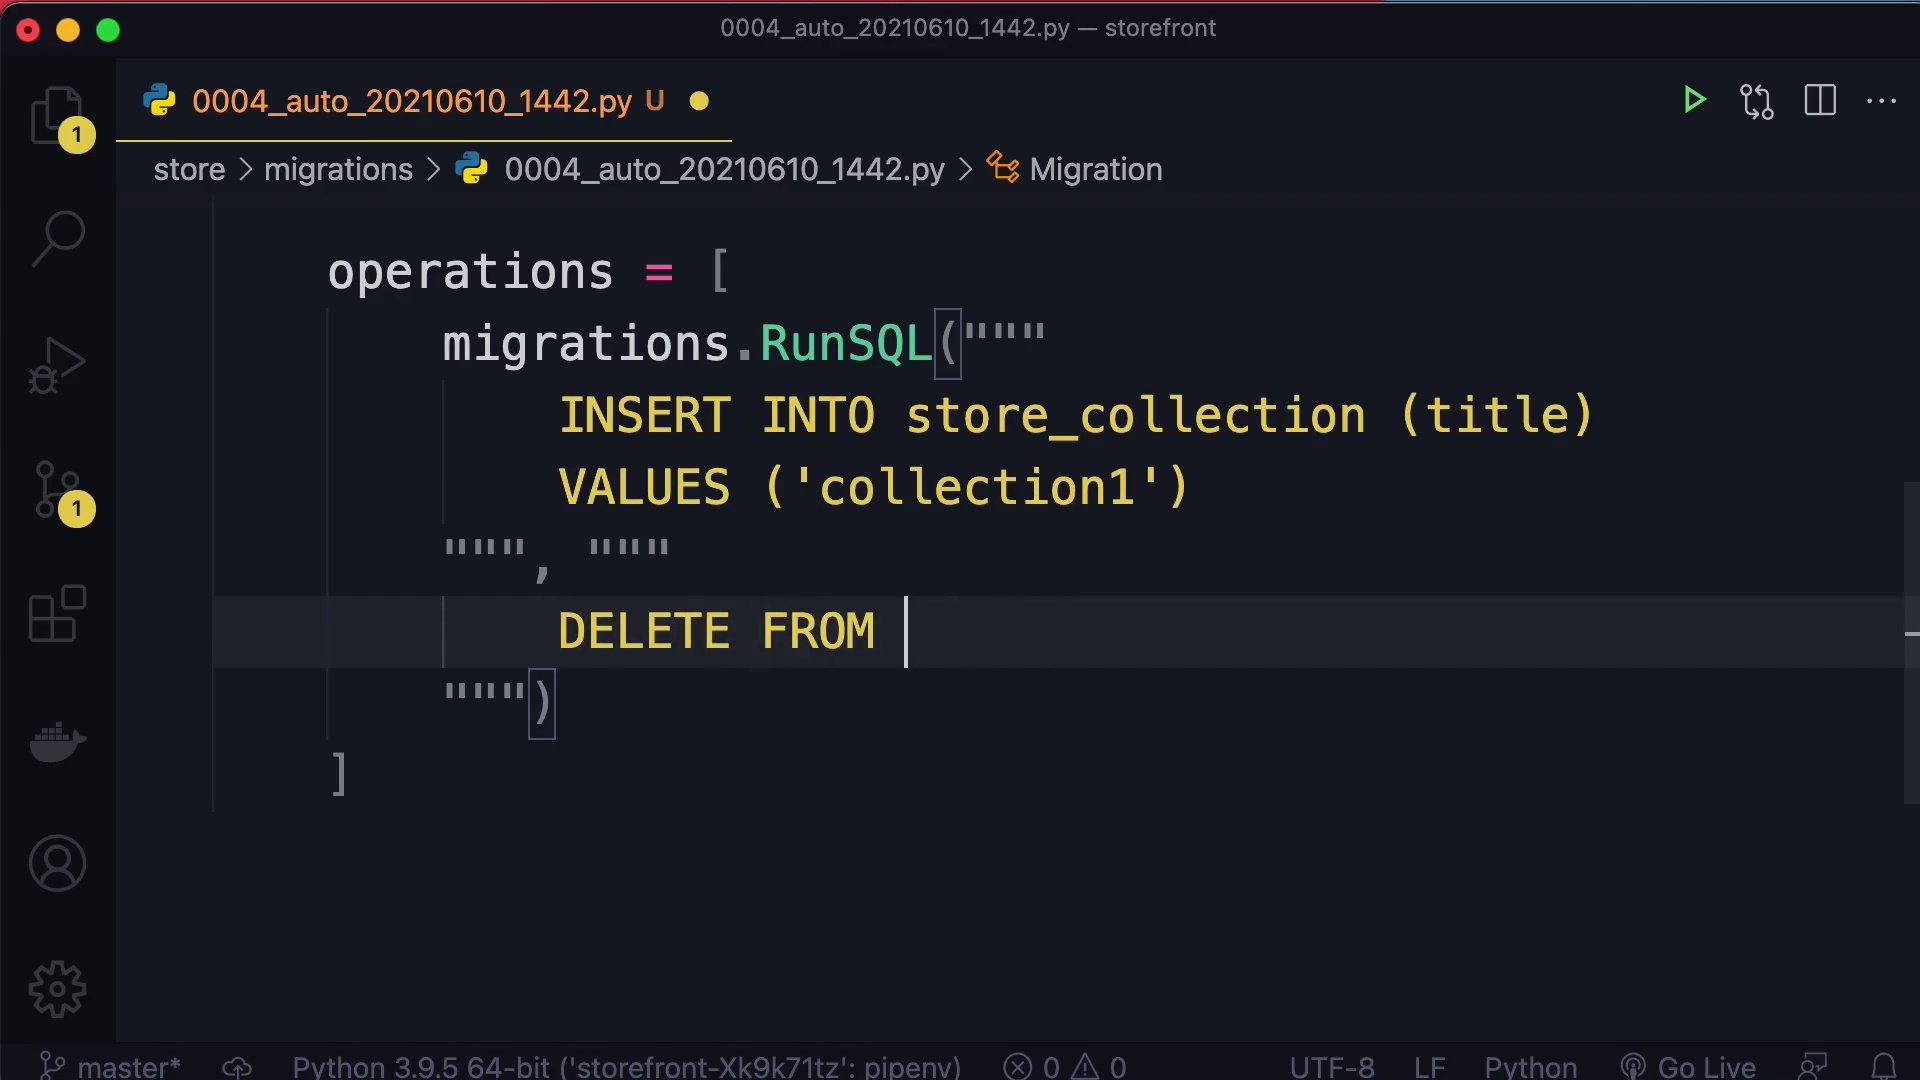 0004_auto_20210610_1442.py — storefront
0004_auto_20210610_1442.py U
1
store > migrations > 0004_auto_20210610_1442.py > Migration
operations = [
migrations.RunSQL("""
INSERT INTO store_collection (title)
VALUES ('collection1')
""", """
1
DELETE FROM
""")
]
master* Python 3.9.5 64-bit ('storefront-Xk9k71tz': pipenv) 0 0 UTF-8 LF Python Go Live